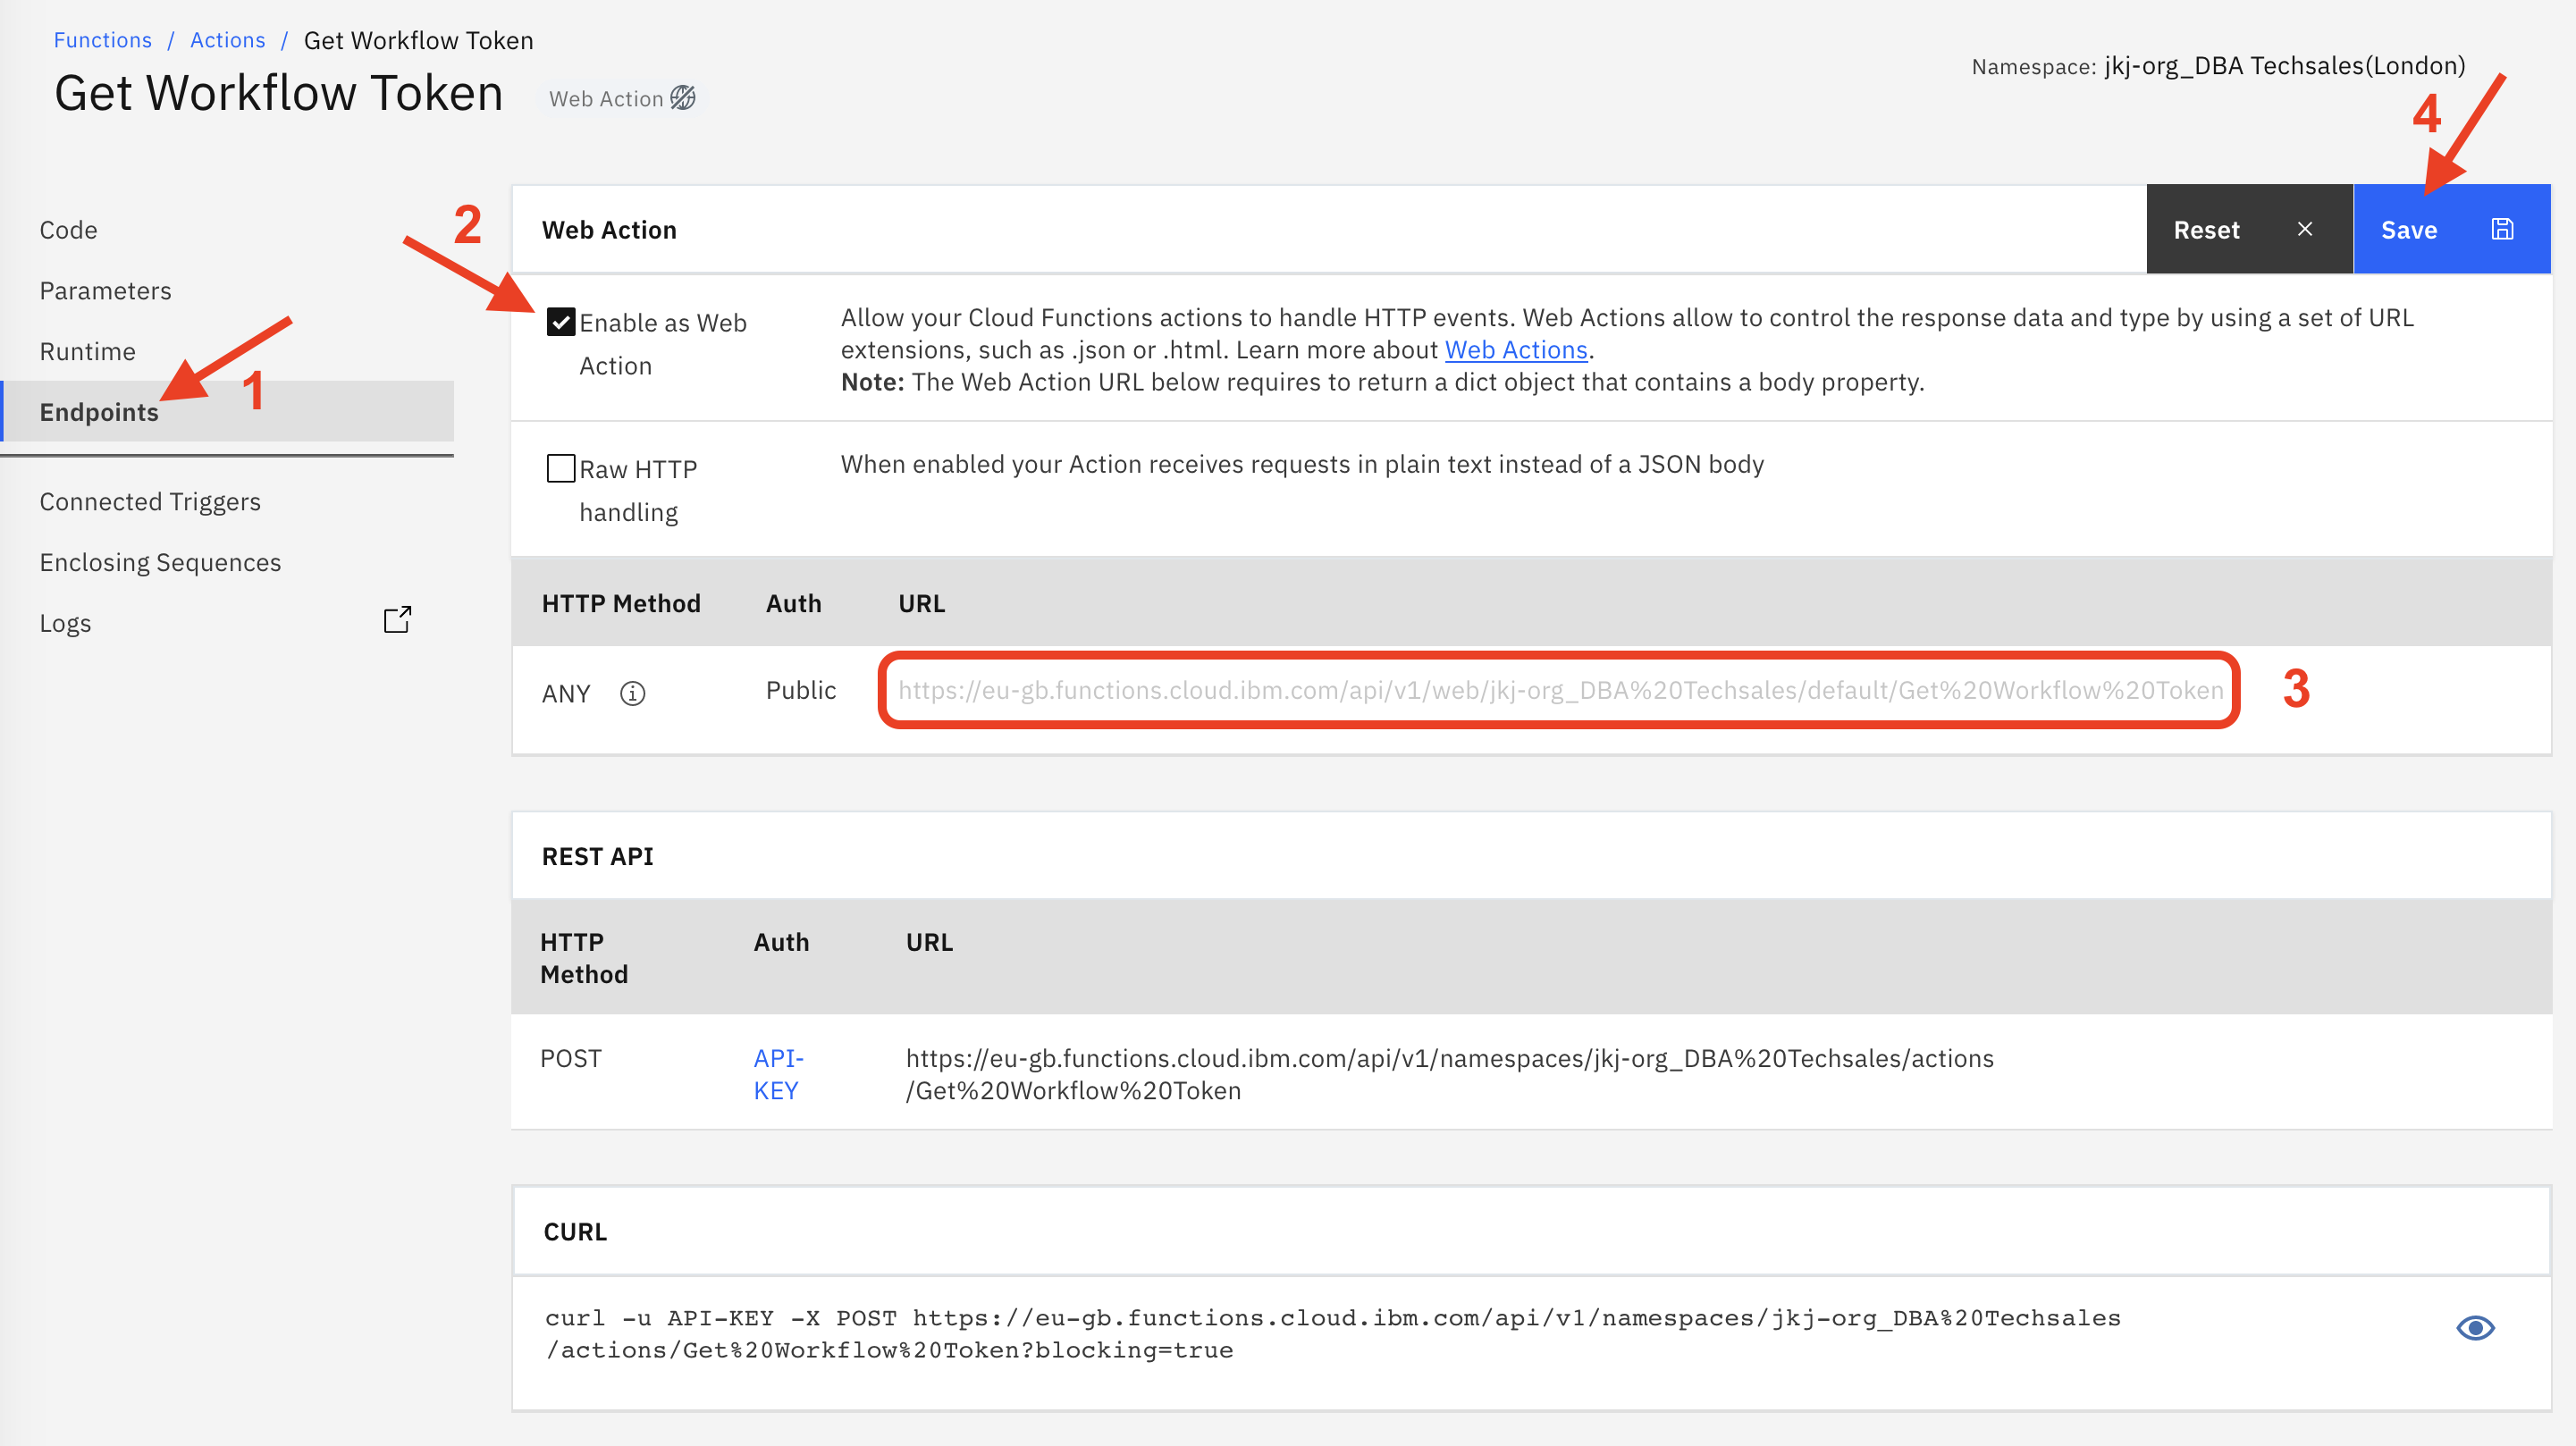 Functions / Actions / Get Workflow Token
Get Workflow Token
Web Action
Namespace: jkj-org_DBA Techsales(London)
4
Code
Parameters
Runtime
1
Endpoints
Connected Triggers
Enclosing Sequences
Logs
2
Web Action
Reset
Save
Enable as Web
Action
Allow your Cloud Functions actions to handle HTTP events. Web Actions allow to control the response data and type by using a set of URL
extensions, such as .json or .html. Learn more about Web Actions.
Note: The Web Action URL below requires to return a dict object that contains a body property.
Raw HTTP
handling
When enabled your Action receives requests in plain text instead of a JSON body
HTTP Method Auth URL
ANY Public https://eu-gb.functions.cloud.ibm.com/api/v1/web/jkj-org_DBA%20Techsales/default/Get%20Workflow%20Token
3
REST API
HTTP
Method
Auth
URL
POST
API-
KEY
https://eu-gb.functions.cloud.ibm.com/api/v1/namespaces/jkj-org_DBA%20Techsales/actions
/Get%20Workflow%20Token
CURL
curl -u API-KEY -X POST https://eu-gb.functions.cloud.ibm.com/api/v1/namespaces/jkj-org_DBA%20Techsales
/actions/Get%20Workflow%20Token?blocking=true